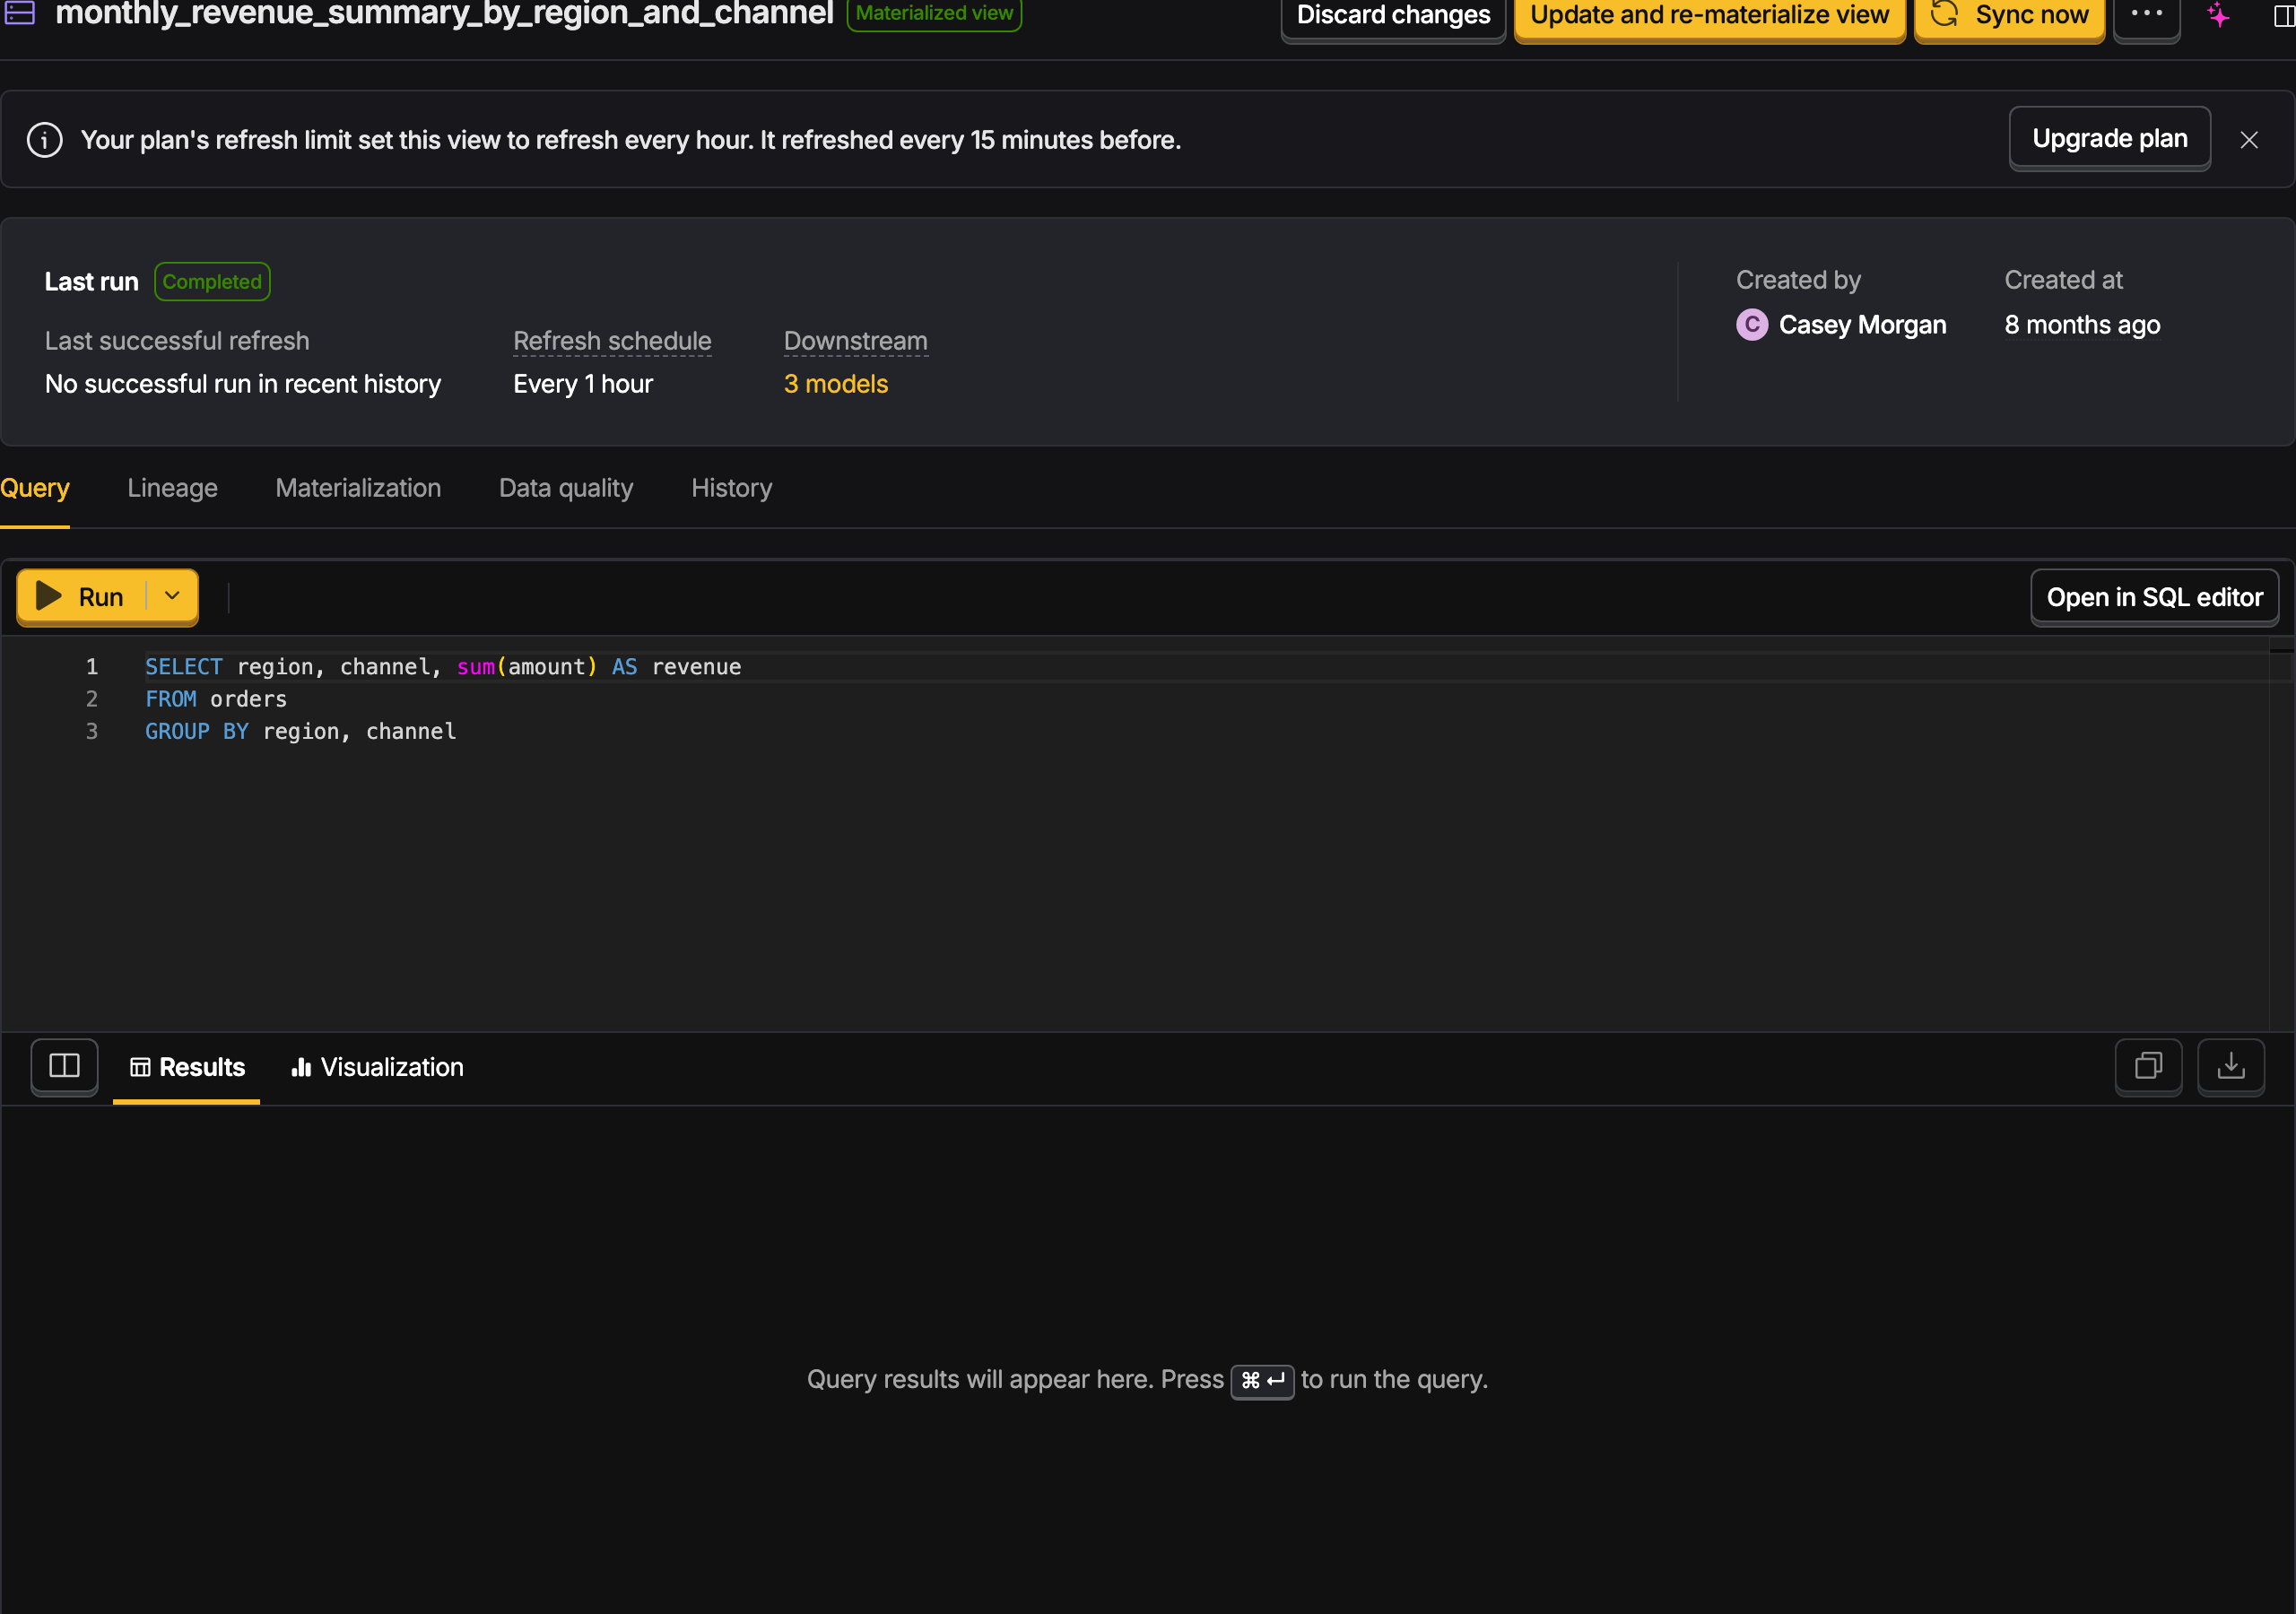 monthly_revenue_summary_by_region_and_channel Materialized view Discard changes Update and re-materialize view Sync now
Your plan's refresh limit set this view to refresh every hour. It refreshed every 15 minutes before. Upgrade plan
Last run Completed
Created by Created at
C Casey Morgan 8 months ago
Last successful refresh Refresh schedule Downstream
No successful run in recent history Every 1 hour 3 models
Query Lineage Materialization Data quality History
Run Open in SQL editor
1 SELECT region, channel, sum(amount) AS revenue
2 FROM orders
3 GROUP BY region, channel
Results Visualization
Query results will appear here. Press ⌘ ↵ to run the query.